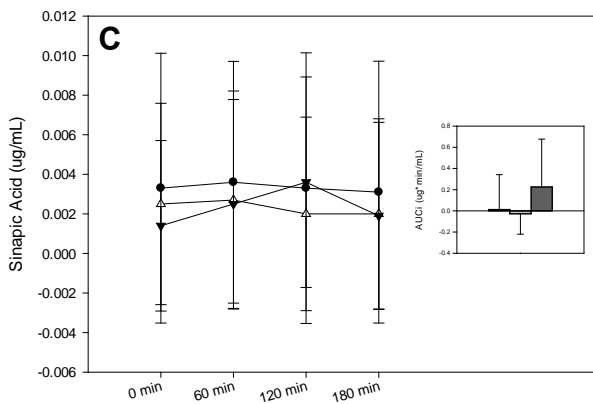 C
Sinapic Acid (ug/mL)
0.012
0.010
0.008
0.006
0.004
0.002
0.000
-0.002
-0.004
-0.006
0 min
60 min
120 min
180 min
AUCi (ug*min/mL)
0.8
0.6
0.4
0.2
0.0
-0.2
-0.4